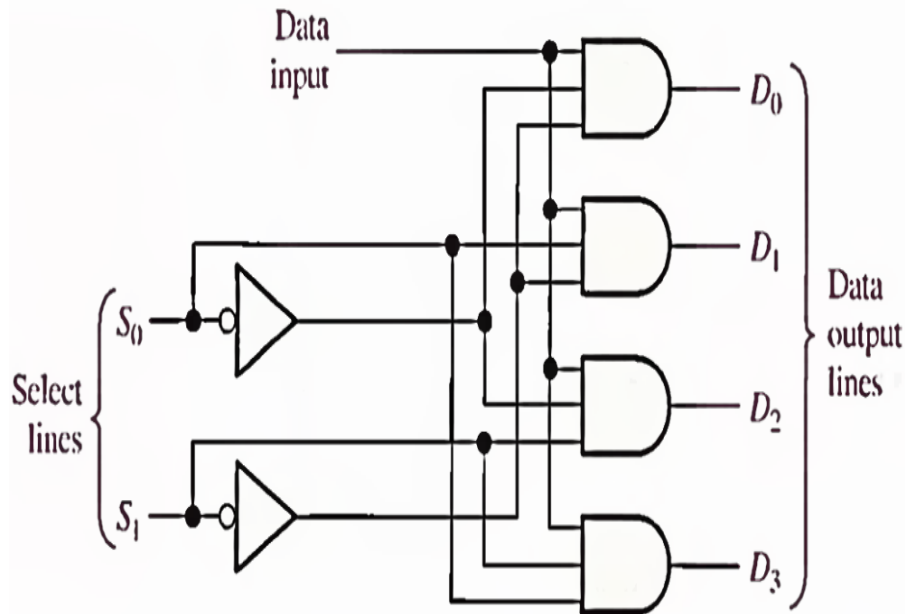 Data
input
D₀
D₁
S₀
Data
output
lines
Select
lines
D₂
S₁
D₃